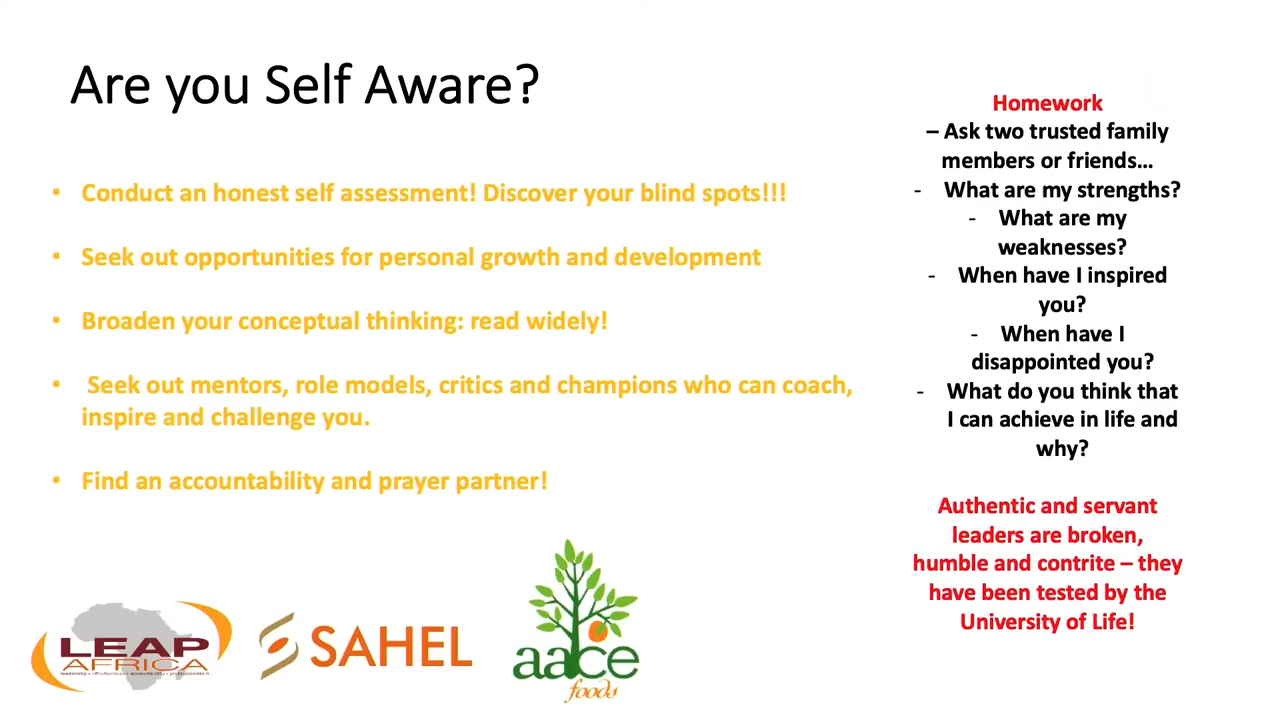 Are you Self Aware?
• Conduct an honest self assessment! Discover your blind spots!!!
• Seek out opportunities for personal growth and development
• Broaden your conceptual thinking: read widely!
• Seek out mentors, role models, critics and champions who can coach,
inspire and challenge you.
• Find an accountability and prayer partner!
Homework
– Ask two trusted family
members or friends…
- What are my strengths?
- What are my
weaknesses?
- When have I inspired
you?
- When have I
disappointed you?
- What do you think that
I can achieve in life and
why?
Authentic and servant
leaders are broken,
humble and contrite – they
have been tested by the
University of Life!
LEAP
AFRICA
SAHEL
aace
foods